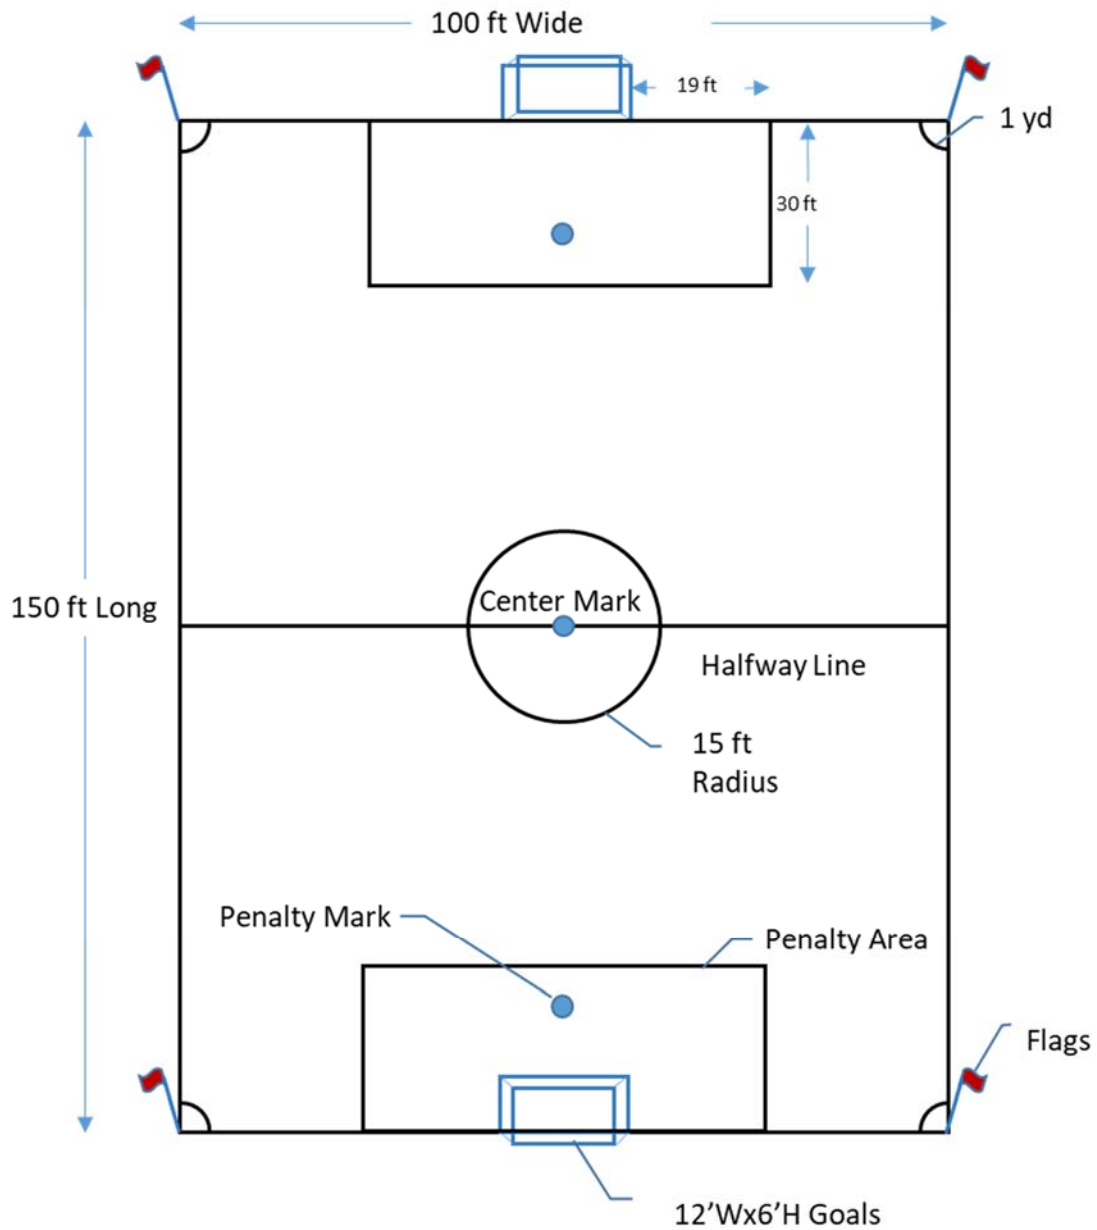 100 ft Wide
19 ft
1 yd
30 ft
Center Mark
150 ft Long
Halfway Line
15 ft
Radius
Penalty Mark
Penalty Area
Flags
12'Wx6'H Goals